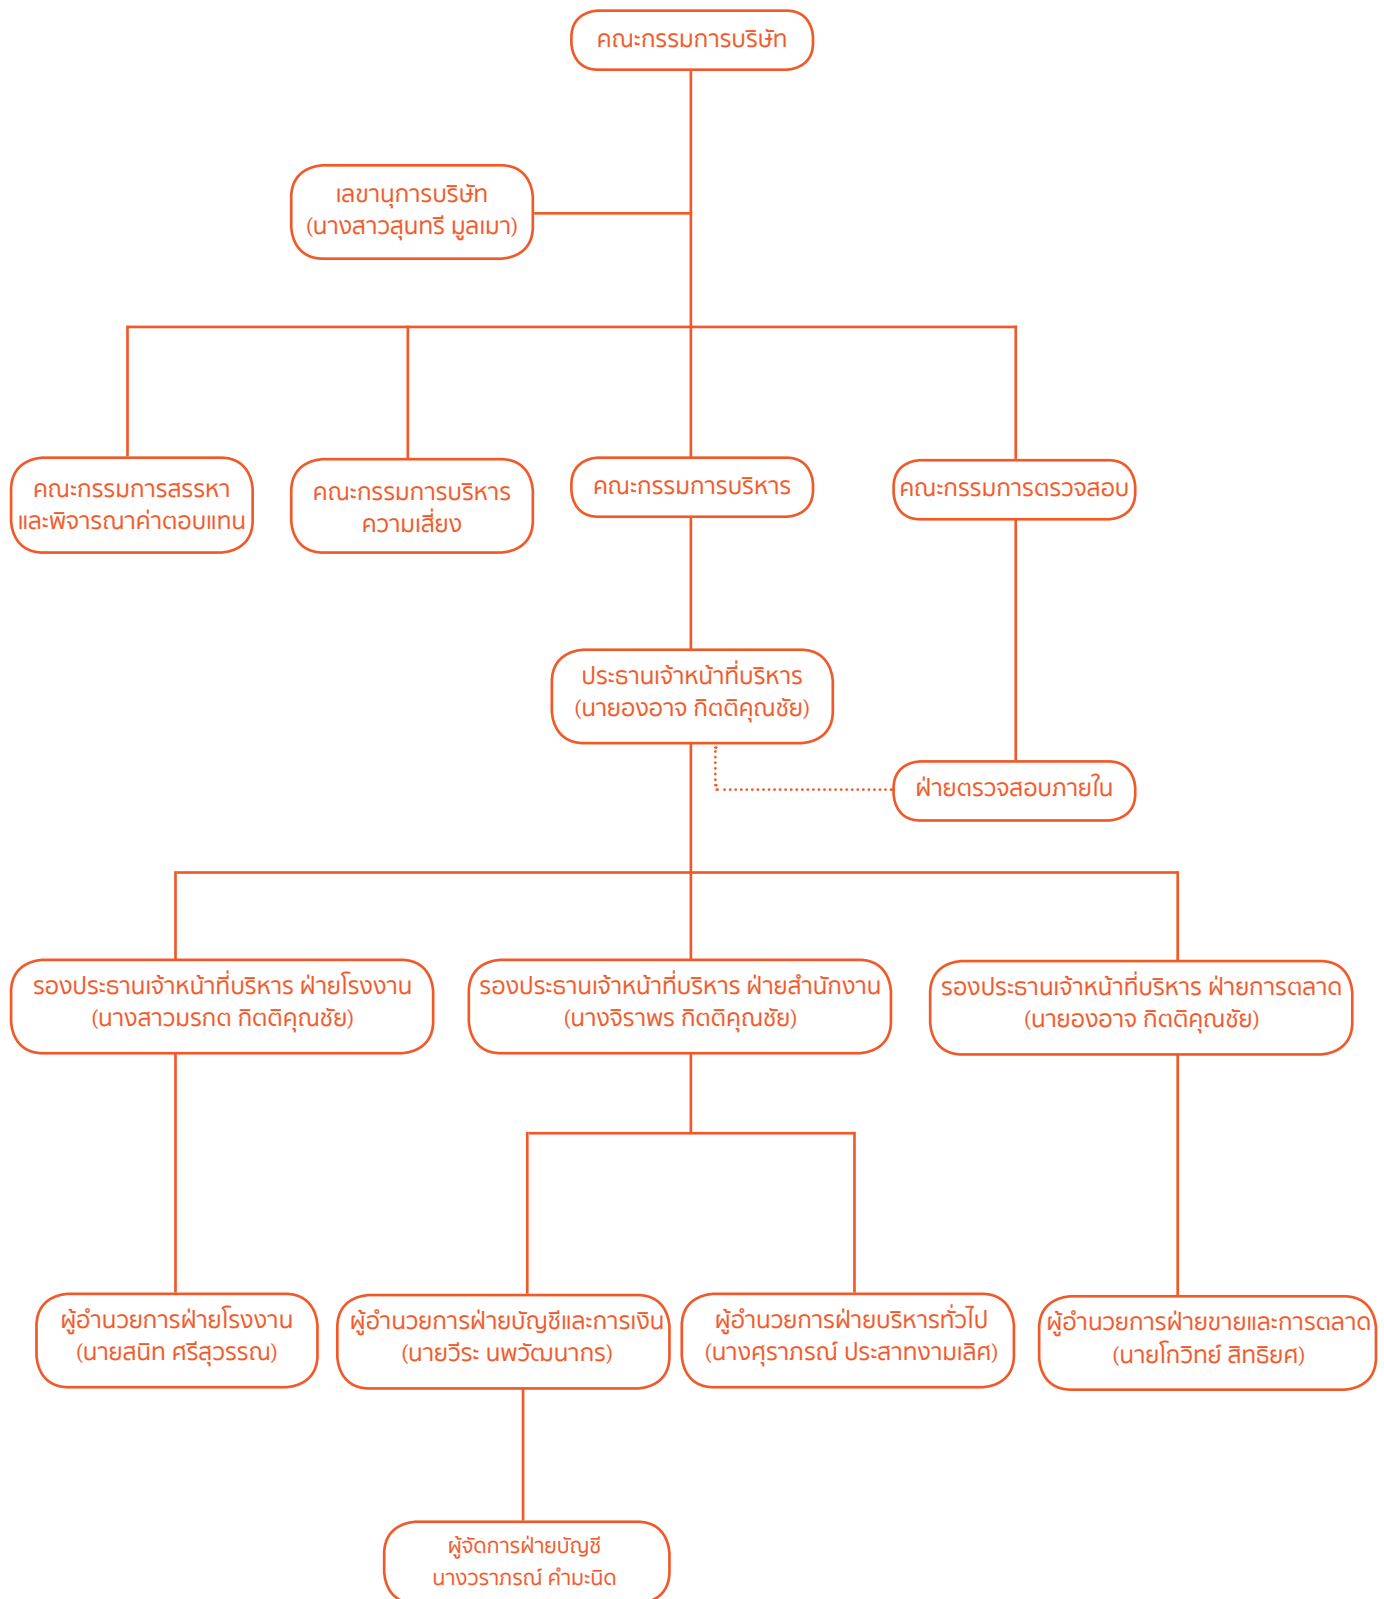 คณะกรรมการบริษัท
เลขานุการบริษัท
(นางสาวสุนทรี มูลเมา)
คณะกรรมการสรรหา
และพิจารณาค่าตอบแทน
คณะกรรมการบริหาร
ความเสี่ยง
คณะกรรมการบริหาร
คณะกรรมการตรวจสอบ
ประธานเจ้าหน้าที่บริหาร
(นายองอาจ กิตติคุณชัย)
ฝ่ายตรวจสอบภายใน
รองประธานเจ้าหน้าที่บริหาร ฝ่ายโรงงาน
(นางสาวมรกต กิตติคุณชัย)
รองประธานเจ้าหน้าที่บริหาร ฝ่ายสำนักงาน
(นางจิราพร กิตติคุณชัย)
รองประธานเจ้าหน้าที่บริหาร ฝ่ายการตลาด
(นายองอาจ กิตติคุณชัย)
ผู้อำนวยการฝ่ายโรงงาน
(นายสนิท ศรีสุวรรณ)
ผู้อำนวยการฝ่ายบัญชีและการเงิน
(นายวีระ นพวัฒนากร)
ผู้อำนวยการฝ่ายบริหารทั่วไป
(นางศุราภรณ์ ประสาทงามเลิศ)
ผู้อำนวยการฝ่ายขายและการตลาด
(นายโกวิทย์ สิทธิยศ)
ผู้จัดการฝ่ายบัญชี
นางวราภรณ์ คำมะนิด